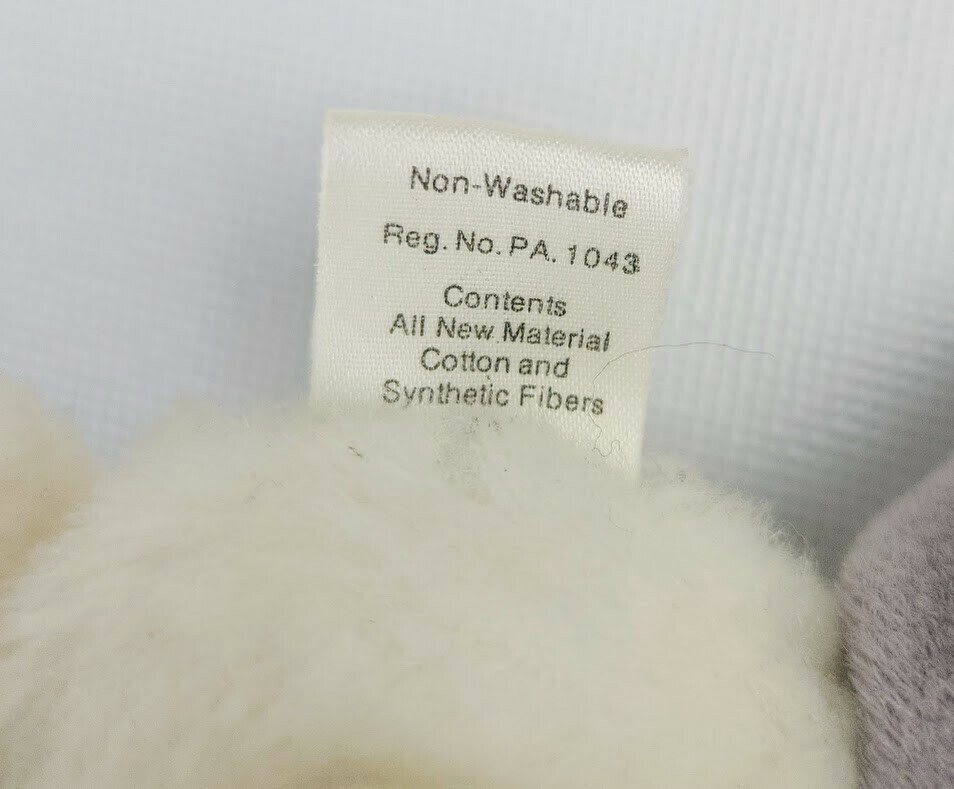 Non-Washable
Reg. No. PA. 1043
Contents
All New Material
Cotton and
Synthetic Fibers